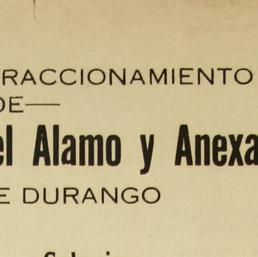 RACCIONAMIENTO
DE—
el Alamo y Anexa
E DURANGO